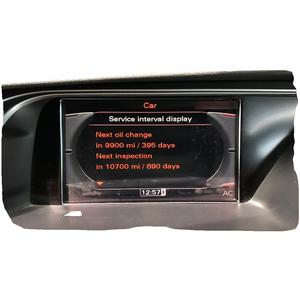 Car
Service interval display
Next oil change
in 9900 mi / 395 days
Next inspection
in 10700 mi / 690 days
12:57
AC